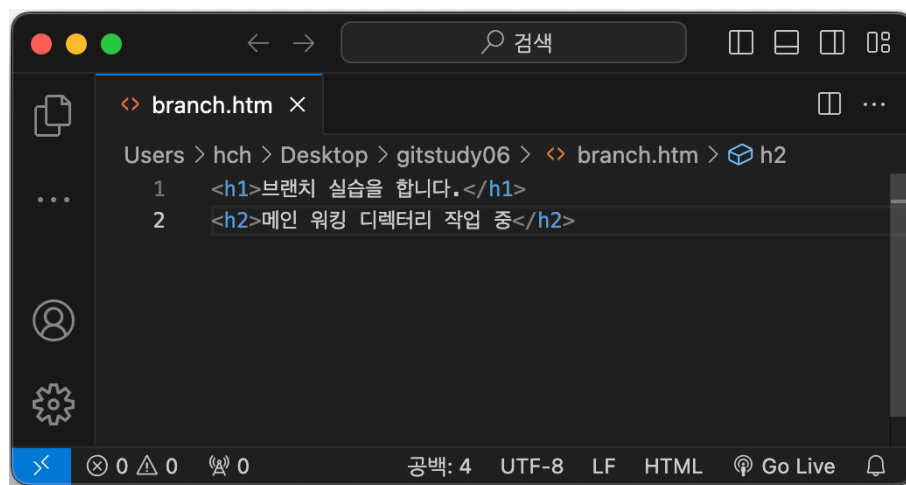 검색
branch.htm
Users > hch > Desktop > gitstudy06 > <> branch.htm > h2
1 <h1>브랜치 실습을 합니다.</h1>
2 <h2>메인 워킹 디렉터리 작업 중</h2>
0 0 0 공백: 4 UTF-8 LF HTML Go Live